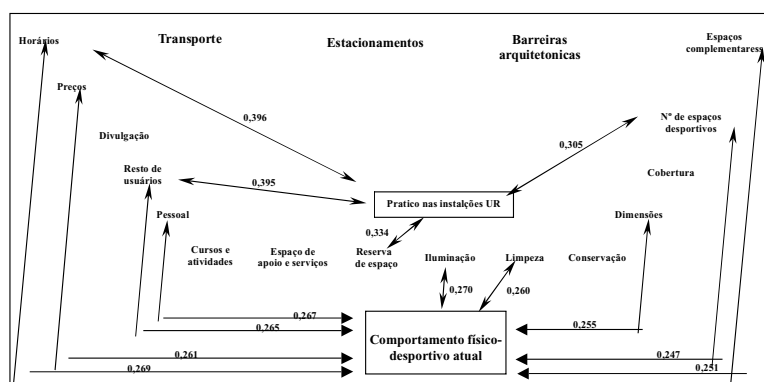 Horários
Transporte
Estacionamentos
Barreiras
arquitetonicas
Espaços
complementaress
Preços
0,396
Nº de espaços
desportivos
Divulgação
0,305
Resto de
usuários
0,395
Cobertura
Pratico nas instalções UR
Pessoal
Dimensões
0,334
Cursos e
atividades
Espaço de
apoio e serviços
Reserva
de espaço
Iluminação
Limpeza
Conservação
0,270
0,260
0,267
0,265
0,255
Comportamento físico-
desportivo atual
0,261
0,247
0,269
0,251